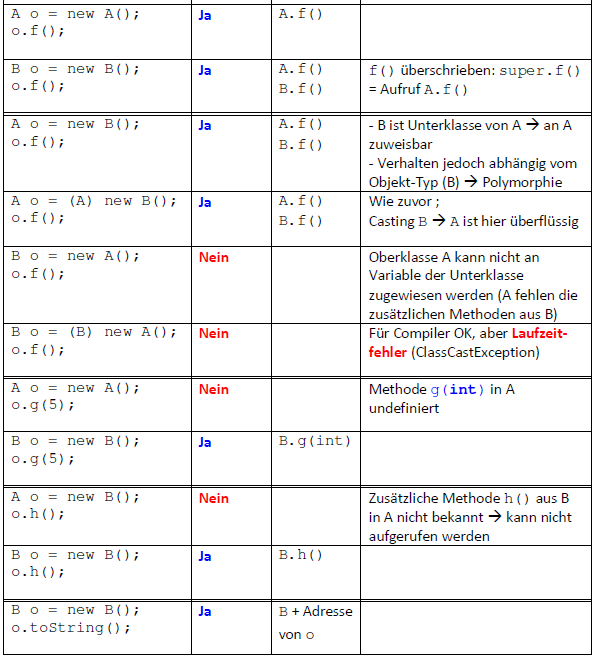 A o = new A();
o.f();
Ja
A.f()
B o = new B();
o.f();
Ja
A.f()
B.f()
f() überschrieben: super.f()
= Aufruf A.f()
A o = new B();
o.f();
Ja
A.f()
B.f()
- B ist Unterklasse von A → an A
zuweisbar
- Verhalten jedoch abhängig vom
Objekt-Typ (B) → Polymorphie
A o = (A) new B();
o.f();
Ja
A.f()
B.f()
Wie zuvor ;
Casting B → A ist hier überflüssig
B o = new A();
o.f();
Nein
Oberklasse A kann nicht an
Variable der Unterklasse
zugewiesen werden (A fehlen die
zusätzlichen Methoden aus B)
B o = (B) new A();
o.f();
Nein
Für Compiler OK, aber Laufzeit-
fehler (ClassCastException)
A o = new A();
o.g(5);
Nein
Methode g(int) in A
undefiniert
B o = new B();
o.g(5);
Ja
B.g(int)
A o = new B();
o.h();
Nein
Zusätzliche Methode h() aus B
in A nicht bekannt → kann nicht
aufgerufen werden
B o = new B();
o.h();
Ja
B.h()
B o = new B();
o.toString();
Ja
B + Adresse
von o